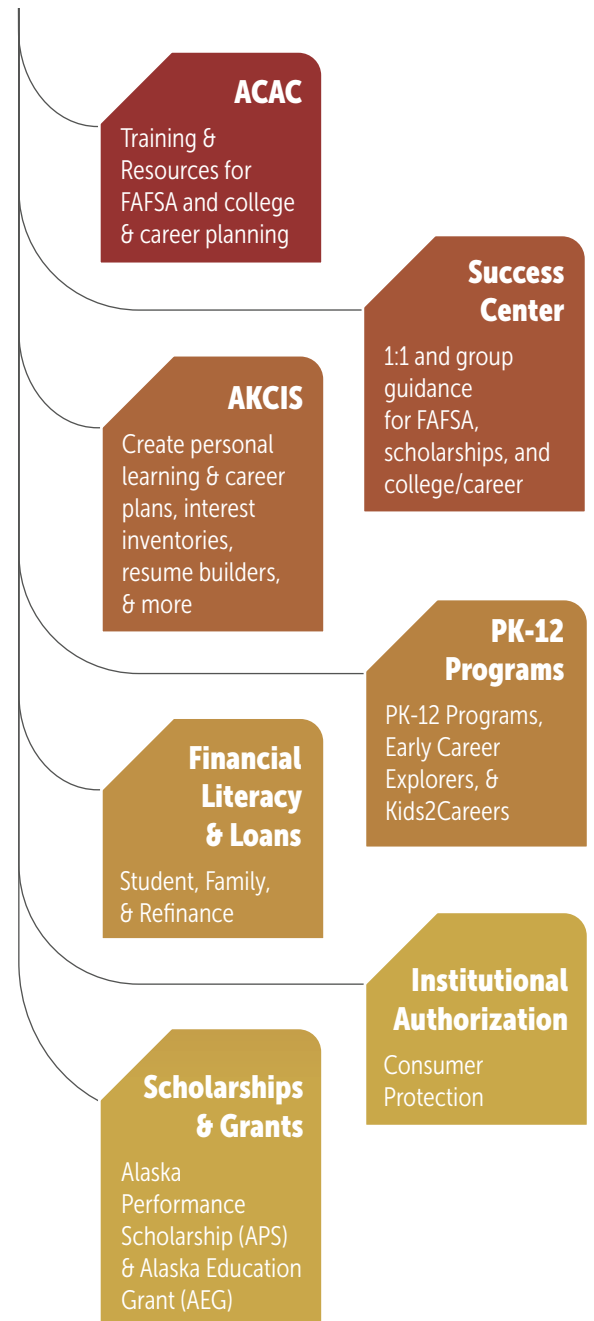 ACAC
Training &
Resources for
FAFSA and college
& career planning
Success
Center
1:1 and group
guidance
for FAFSA,
scholarships, and
college/career
AKCIS
Create personal
learning & career
plans, interest
inventories,
resume builders,
& more
PK-12
Programs
PK-12 Programs,
Early Career
Explorers, &
Kids2Careers
Financial
Literacy
& Loans
Student, Family,
& Refinance
Institutional
Authorization
Consumer
Protection
Scholarships
& Grants
Alaska
Performance
Scholarship (APS)
& Alaska Education
Grant (AEG)